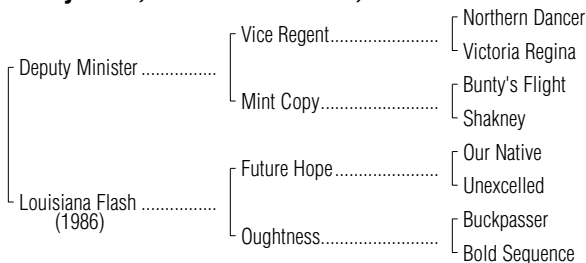 Northern Dancer
Vice Regent
Victoria Regina
Deputy Minister
Bunty's Flight
Mint Copy
Shakney
Our Native
Future Hope
Unexcelled
Louisiana Flash
(1986)
Buckpasser
Oughtness
Bold Sequence